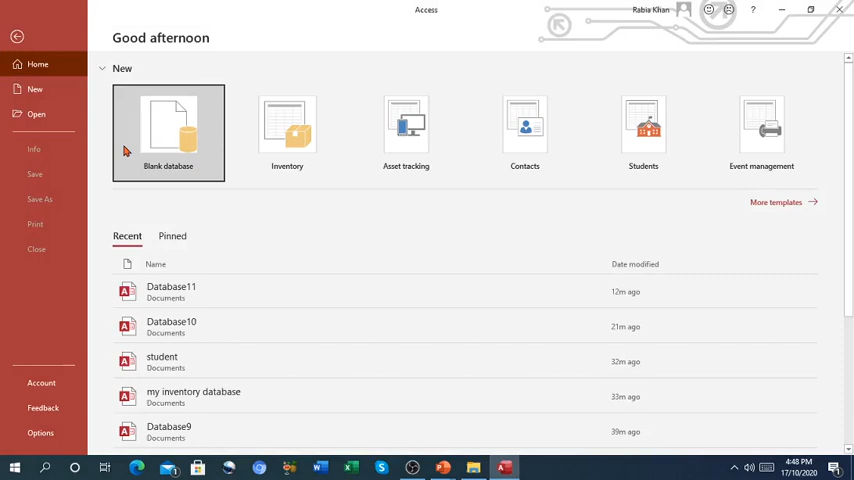 Access
Rabia Khan
?
Good afternoon
Home
New
Open
Info
Save
Save As
Print
Close
Account
Feedback
Options
New
Blank database
Inventory
Asset tracking
Contacts
Students
Event management
More templates
Recent
Pinned
Name
Date modified
Database11
Documents
12m ago
Database10
Documents
21m ago
student
Documents
32m ago
my inventory database
Documents
33m ago
Database9
Documents
39m ago
4:48 PM
17/10/2020